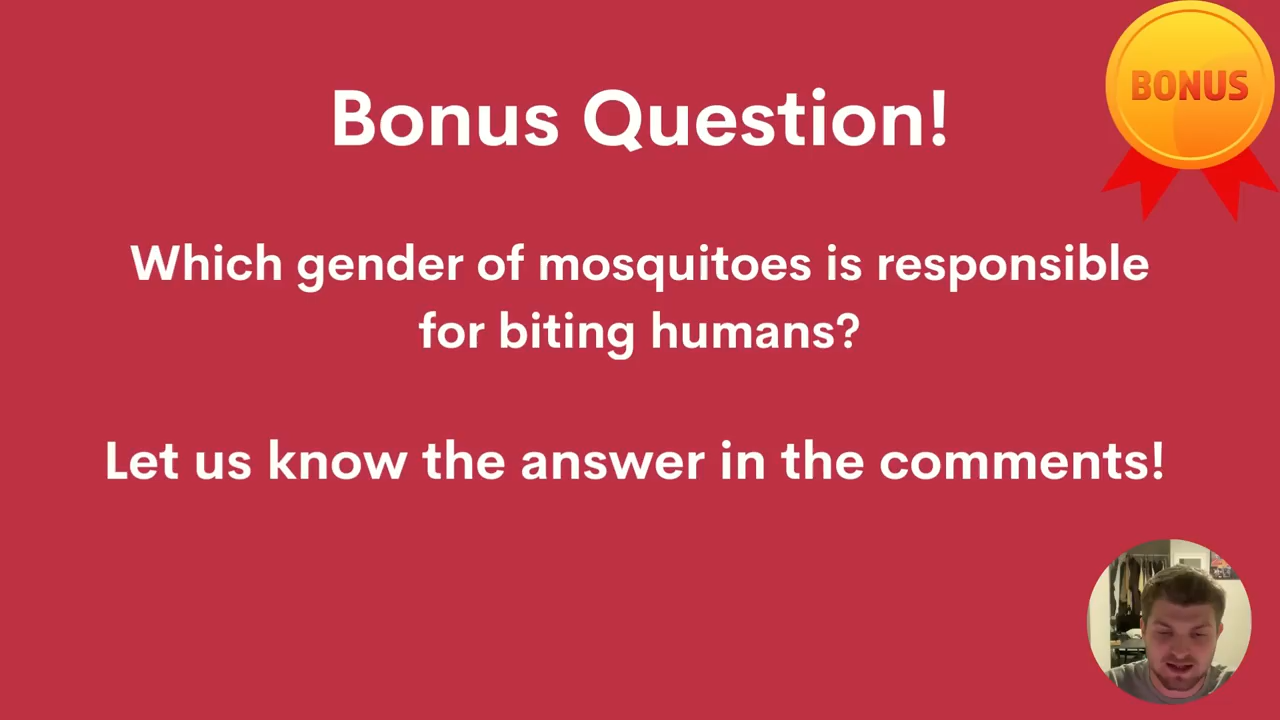 BONUS
Bonus Question!
Which gender of mosquitoes is responsible
for biting humans?
Let us know the answer in the comments!